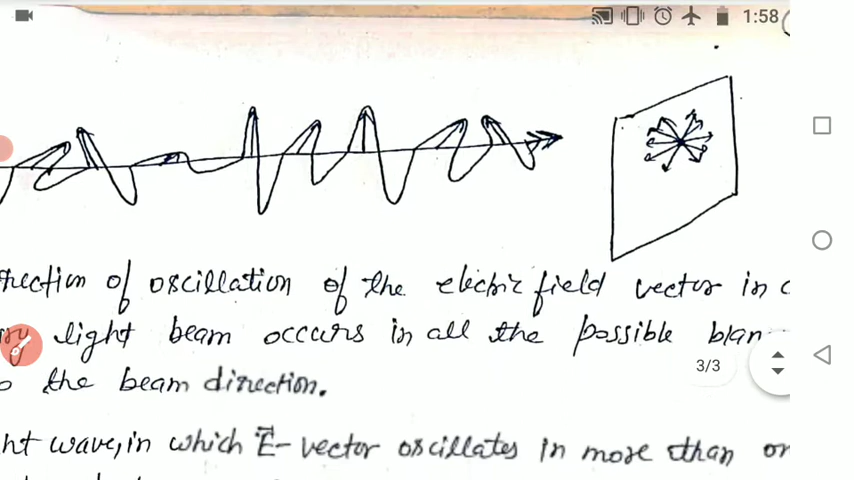 1:58
rection of oscillation of the electric field vector in
light beam occurs in all the possible plan
3/3
the beam direction.
ht wave, in which E- vector oscillates in more than or